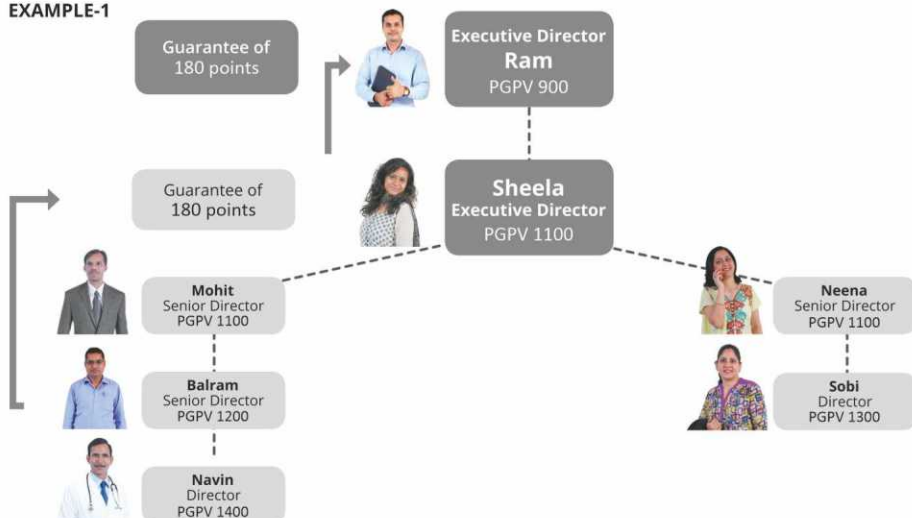 EXAMPLE-1
Guarantee of
180 points
Executive Director
Ram
PGPV 900
Guarantee of
180 points
Sheela
Executive Director
PGPV 1100
Mohit
Senior Director
PGPV 1100
Neena
Senior Director
PGPV 1100
Balram
Senior Director
PGPV 1200
Sobi
Director
PGPV 1300
Navin
Director
PGPV 1400